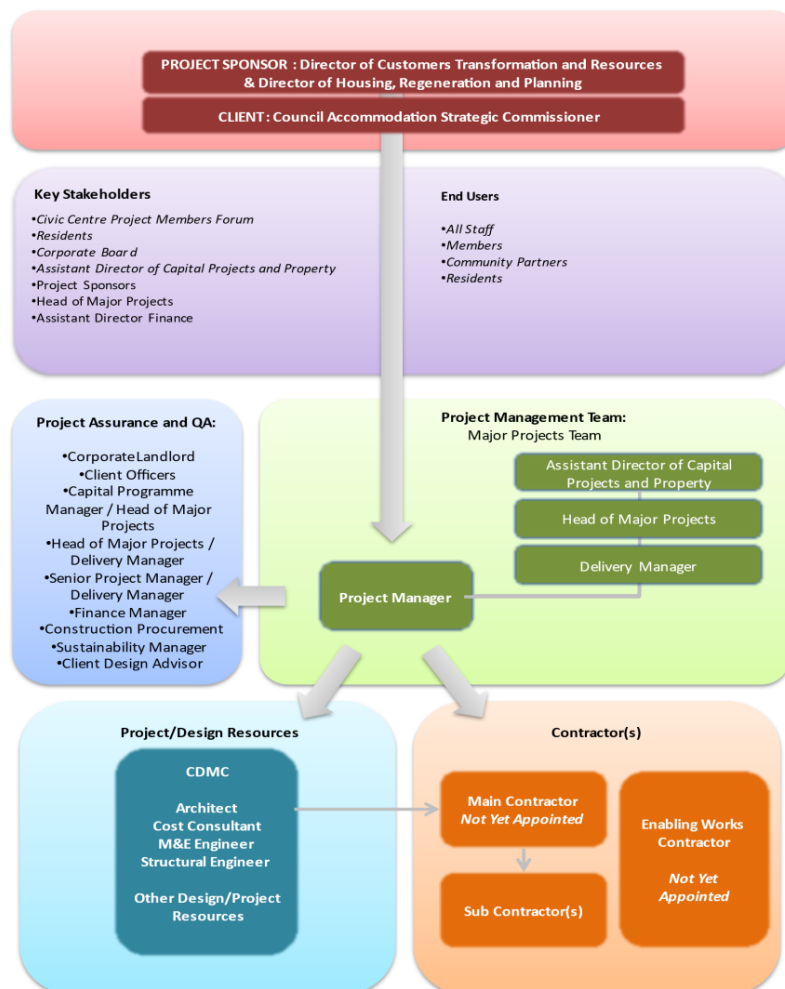 PROJECT SPONSOR : Director of Customers Transformation and Resources
& Director of Housing, Regeneration and Planning
CLIENT : Council Accommodation Strategic Commissioner
Key Stakeholders
•Civic Centre Project Members Forum
•Residents
•Corporate Board
•Assistant Director of Capital Projects and Property
•Project Sponsors
•Head of Major Projects
•Assistant Director Finance
End Users
•All Staff
•Members
•Community Partners
•Residents
Project Assurance and QA:
•Corporate Landlord
•Client Officers
•Capital Programme
Manager / Head of Major
Projects
•Head of Major Projects /
Delivery Manager
•Senior Project Manager /
Delivery Manager
•Finance Manager
•Construction Procurement
•Sustainability Manager
•Client Design Advisor
Project Management Team:
Major Projects Team
Assistant Director of Capital
Projects and Property
Head of Major Projects
Delivery Manager
Project Manager
Project/Design Resources
CDMC
Architect
Cost Consultant
M&E Engineer
Structural Engineer
Other Design/Project
Resources
Contractor(s)
Main Contractor
Not Yet Appointed
Sub Contractor(s)
Enabling Works
Contractor
Not Yet
Appointed